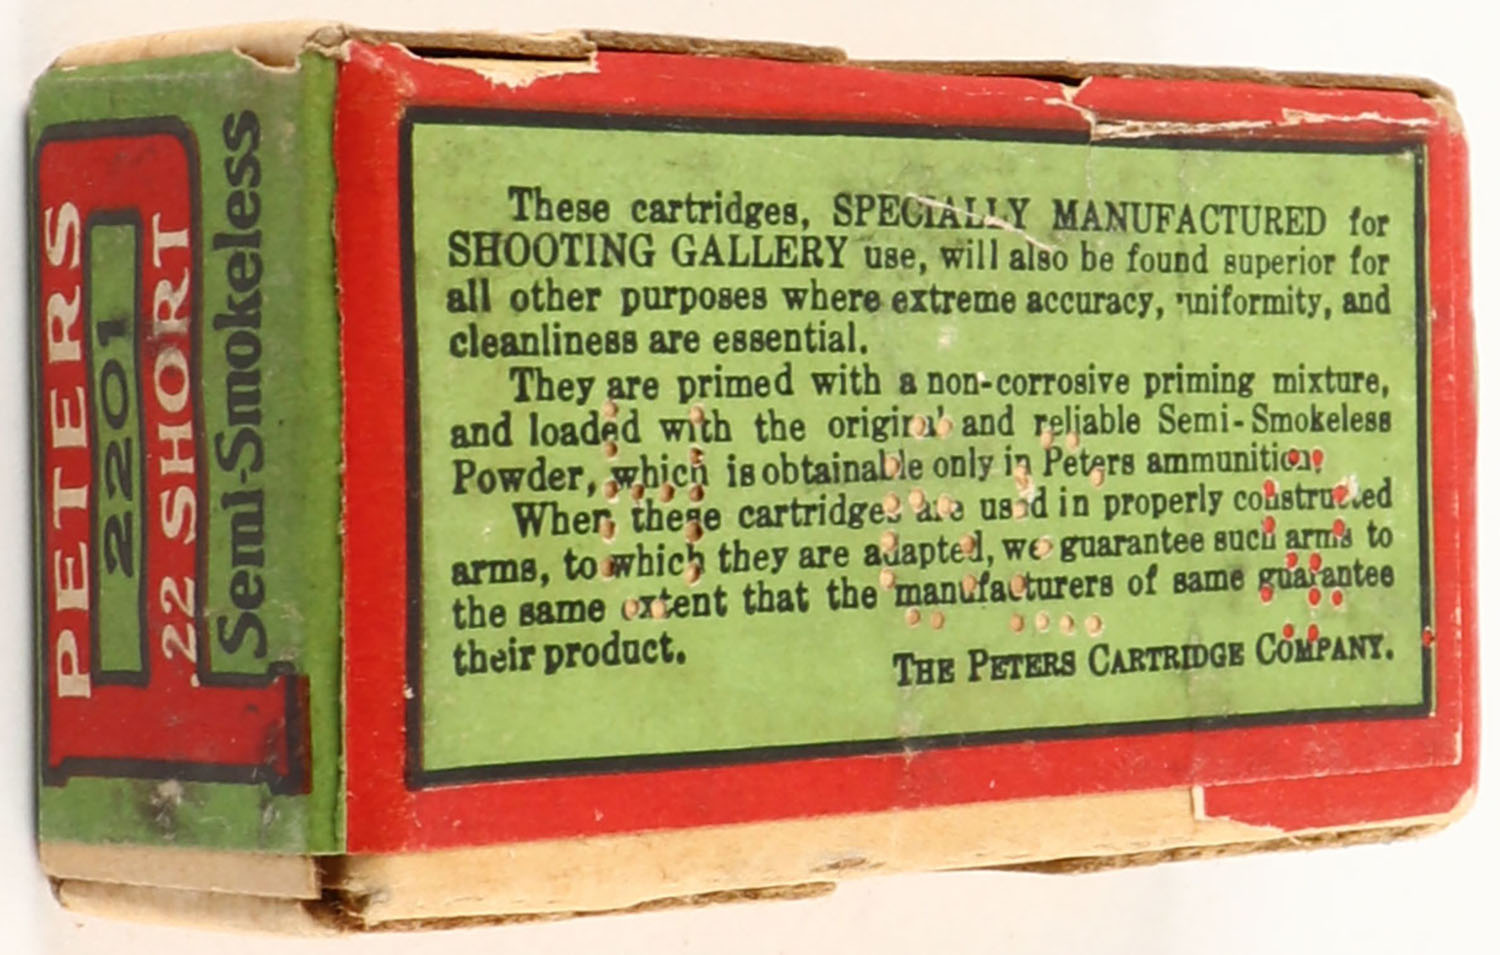 PETERS
2201
.22 SHORT
Semi-Smokeless
These cartridges, SPECIALLY MANUFACTURED for
SHOOTING GALLERY use, will also be found superior for
all other purposes where extreme accuracy, uniformity, and
cleanliness are essential.
They are primed with a non-corrosive priming mixture,
and loaded with the original and reliable Semi-Smokeless
Powder, which is obtainable only in Peters ammunition.
When these cartridges are used in properly constructed
arms, to which they are adapted, we guarantee such arms to
the same extent that the manufacturers of same guarantee
their product.
THE PETERS CARTRIDGE COMPANY.